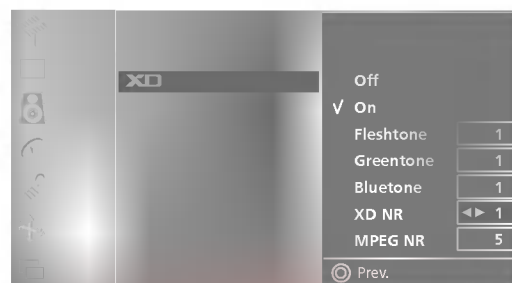 XD
Off
√ On
Fleshtone 1
Greentone 1
Bluetone 1
XD NR ◀▶ 1
MPEG NR 5
◎ Prev.